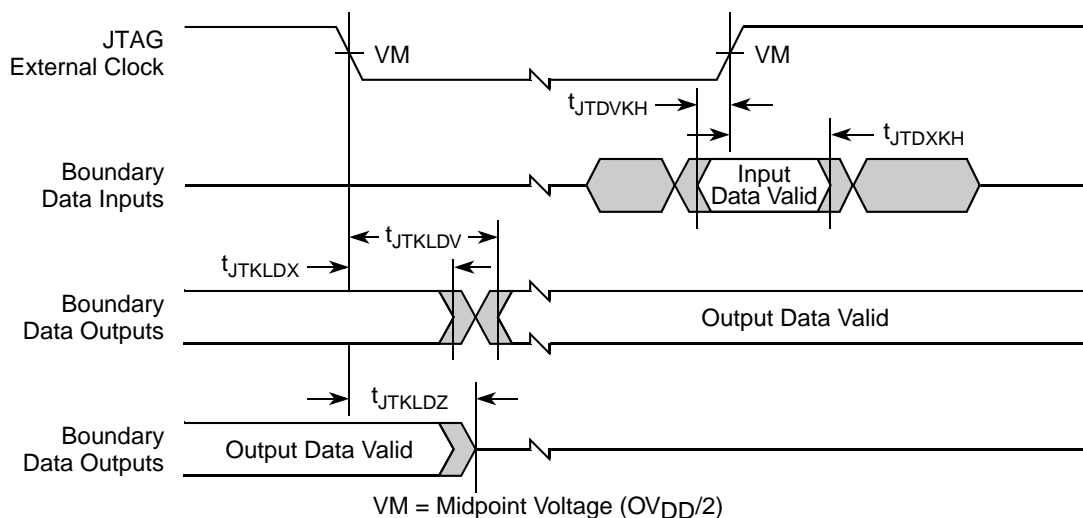 JTAG
External Clock
VM
VM
tJTDVKH
tJTDXKH
Boundary
Data Inputs
Input
Data Valid
tJTKLDV
tJTKLDX
Boundary
Data Outputs
Output Data Valid
tJTKLDZ
Boundary
Data Outputs
Output Data Valid
VM = Midpoint Voltage (OVDD/2)